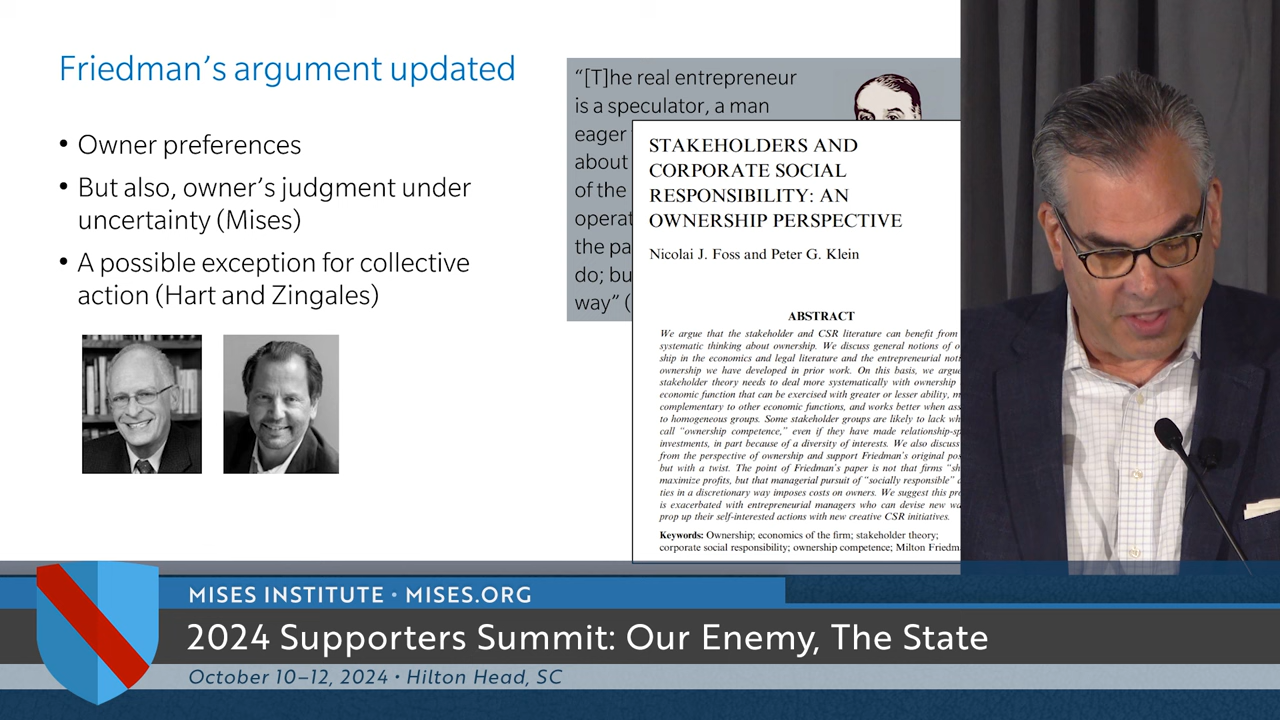 Friedman's argument updated
• Owner preferences
• But also, owner's judgment under
uncertainty (Mises)
• A possible exception for collective
action (Hart and Zingales)
“[T]he real entrepreneur
is a speculator, a man
eager
about
of the
operat
the pa
do; bu
way” (
STAKEHOLDERS AND
CORPORATE SOCIAL
RESPONSIBILITY: AN
OWNERSHIP PERSPECTIVE
Nicolai J. Foss and Peter G. Klein
ABSTRACT
We argue that the stakeholder and CSR literature can benefit from
systematic thinking about ownership. We discuss general notions of o
ship in the economics and legal literature and the entrepreneurial noti
ownership we have developed in prior work. On this basis, we argue
stakeholder theory needs to deal more systematically with ownership
economic function that can be exercised with greater or lesser ability, m
complementary to other economic functions, and works better when ass
to homogeneous groups. Some stakeholder groups are likely to lack wh
call “ownership competence,” even if they have made relationship-sp
investments, in part because of a diversity of interests. We also discuss
from the perspective of ownership and support Friedman's original pos
but with a twist. The point of Friedman's paper is not that firms “sh
maximize profits, but that managerial pursuit of “socially responsible” a
ties in a discretionary way imposes costs on owners. We suggest this pro
is exacerbated with entrepreneurial managers who can devise new wa
prop up their self-interested actions with new creative CSR initiatives.
Keywords: Ownership; economics of the firm; stakeholder theory;
corporate social responsibility; ownership competence; Milton Friedm
MISES INSTITUTE • MISES.ORG
2024 Supporters Summit: Our Enemy, The State
October 10–12, 2024 • Hilton Head, SC